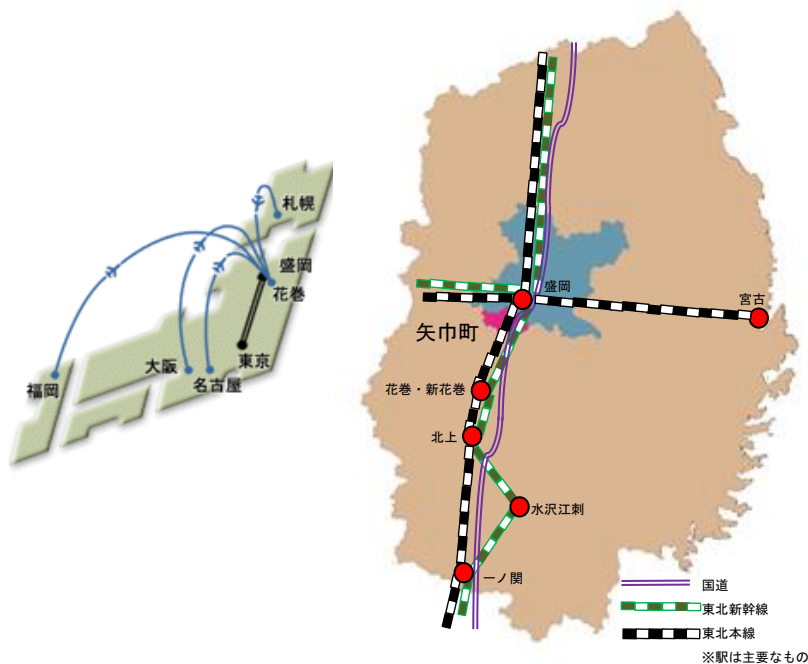 札幌
盛岡
花巻
東京
大阪
名古屋
福岡
盛岡
宮古
矢巾町
花巻・新花巻
北上
水沢江刺
一ノ関
国道
東北新幹線
東北本線
※駅は主要なもの